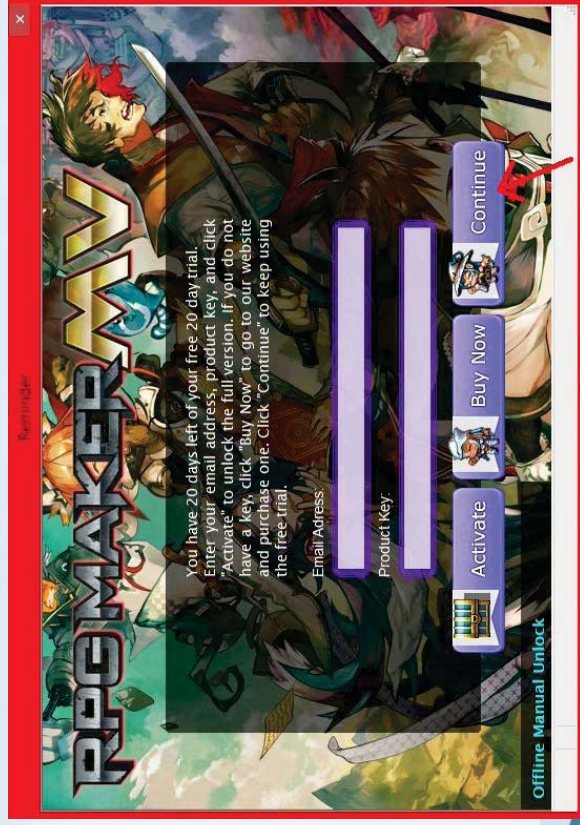 Reminder
RPG MAKER MV
You have 20 days left of your free 20 day trial.
Enter your email address, product key, and click
"Activate" to unlock the full version. If you do not
have a key, click "Buy Now" to go to our website
and purchase one. Click "Continue" to keep using
the free trial.
Email Adress:
Product Key:
Activate
Buy Now
Continue
Offline Manual Unlock